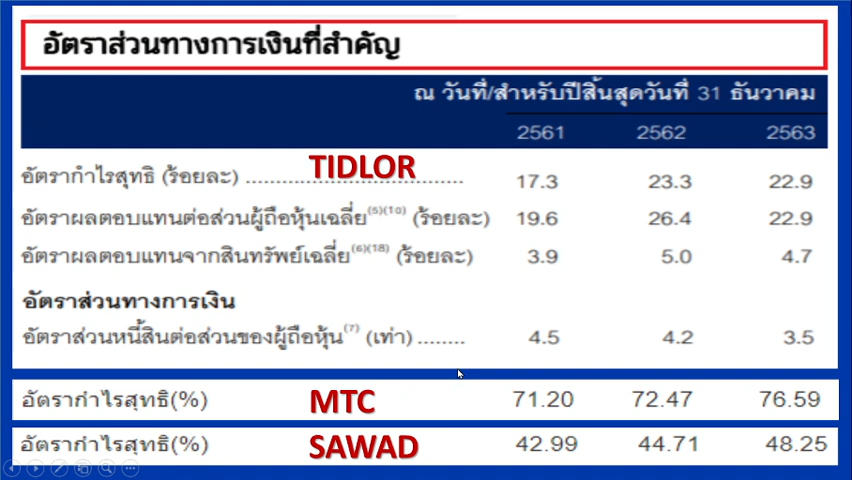 อัตราส่วนทางการเงินที่สำคัญ
ณ วันที่/สำหรับปีสิ้นสุดวันที่ 31 ธันวาคม
2561 2562 2563
TIDLOR
อัตรากำไรสุทธิ (ร้อยละ) ........................................ 17.3 23.3 22.9
อัตราผลตอบแทนต่อส่วนผู้ถือหุ้นเฉลี่ย(5)(10) (ร้อยละ) 19.6 26.4 22.9
อัตราผลตอบแทนจากสินทรัพย์เฉลี่ย(6)(18) (ร้อยละ) 3.9 5.0 4.7
อัตราส่วนทางการเงิน
อัตราส่วนหนี้สินต่อส่วนของผู้ถือหุ้น(7) (เท่า) ........ 4.5 4.2 3.5
อัตรากำไรสุทธิ(%) MTC 71.20 72.47 76.59
อัตรากำไรสุทธิ(%) SAWAD 42.99 44.71 48.25